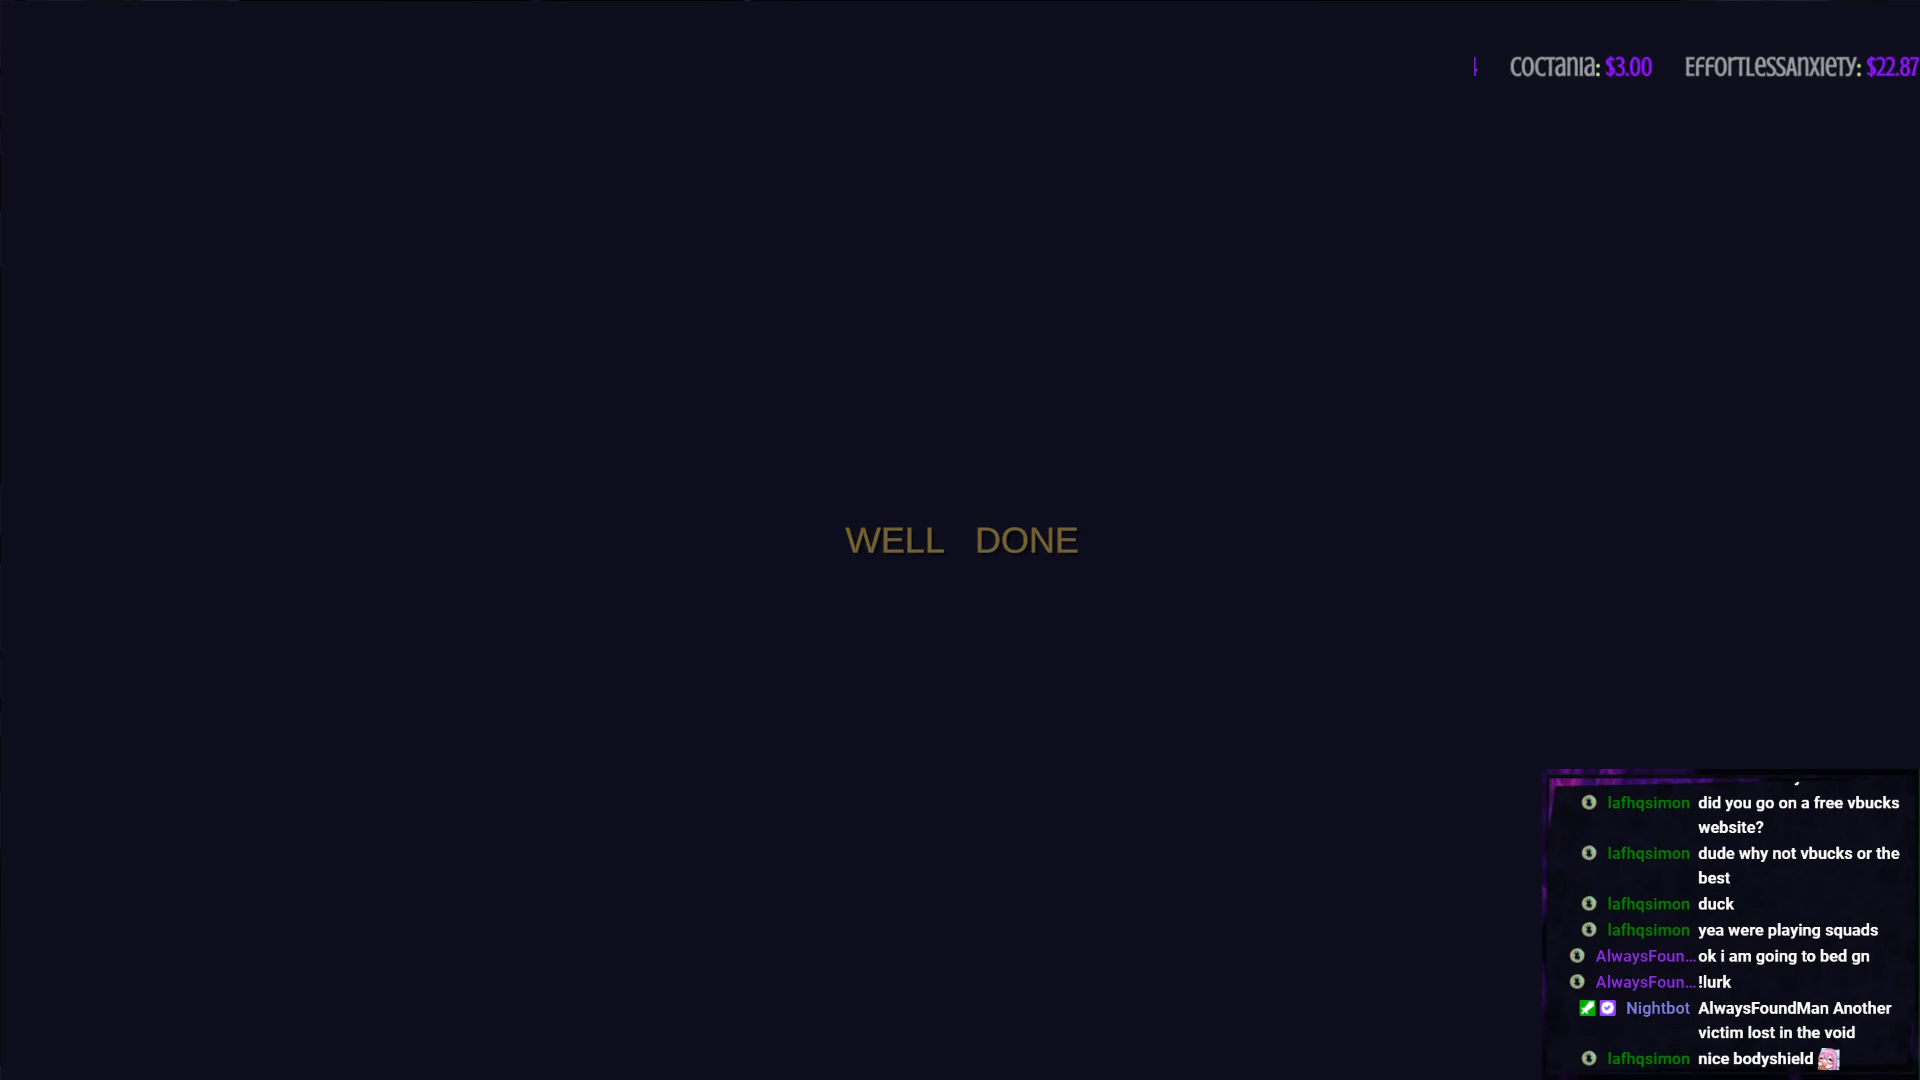 Coctania: $3.00 EffortlessAnxiety: $22.87
WELL DONE
lafhqsimon did you go on a free vbucks
website?
lafhqsimon dude why not vbucks or the
best
lafhqsimon duck
lafhqsimon yea were playing squads
AlwaysFoun... ok i am going to bed gn
AlwaysFoun... !lurk
Nightbot AlwaysFoundMan Another
victim lost in the void
lafhqsimon nice bodyshield